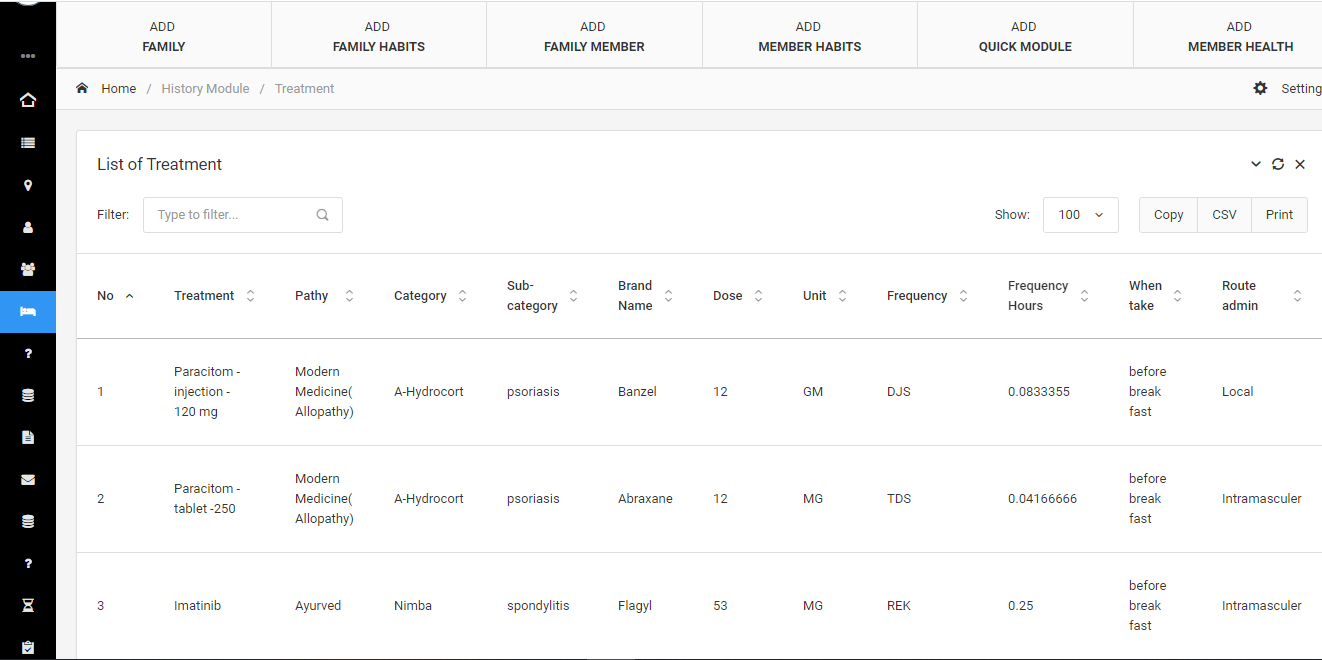 ADD ADD ADD ADD ADD ADD
FAMILY FAMILY HABITS FAMILY MEMBER MEMBER HABITS QUICK MODULE MEMBER HEALTH
Home / History Module / Treatment Setting
List of Treatment
Filter: Type to filter... Show: 100 Copy CSV Print
No Treatment Pathy Category Sub-category Brand Name Dose Unit Frequency Frequency Hours When take Route admin
1 Paracitom - injection - 120 mg Modern Medicine( Allopathy) A-Hydrocort psoriasis Banzel 12 GM DJS 0.0833355 before break fast Local
2 Paracitom - tablet -250 Modern Medicine( Allopathy) A-Hydrocort psoriasis Abraxane 12 MG TDS 0.04166666 before break fast Intramasculer
3 Imatinib Ayurved Nimba spondylitis Flagyl 53 MG REK 0.25 before break fast Intramasculer